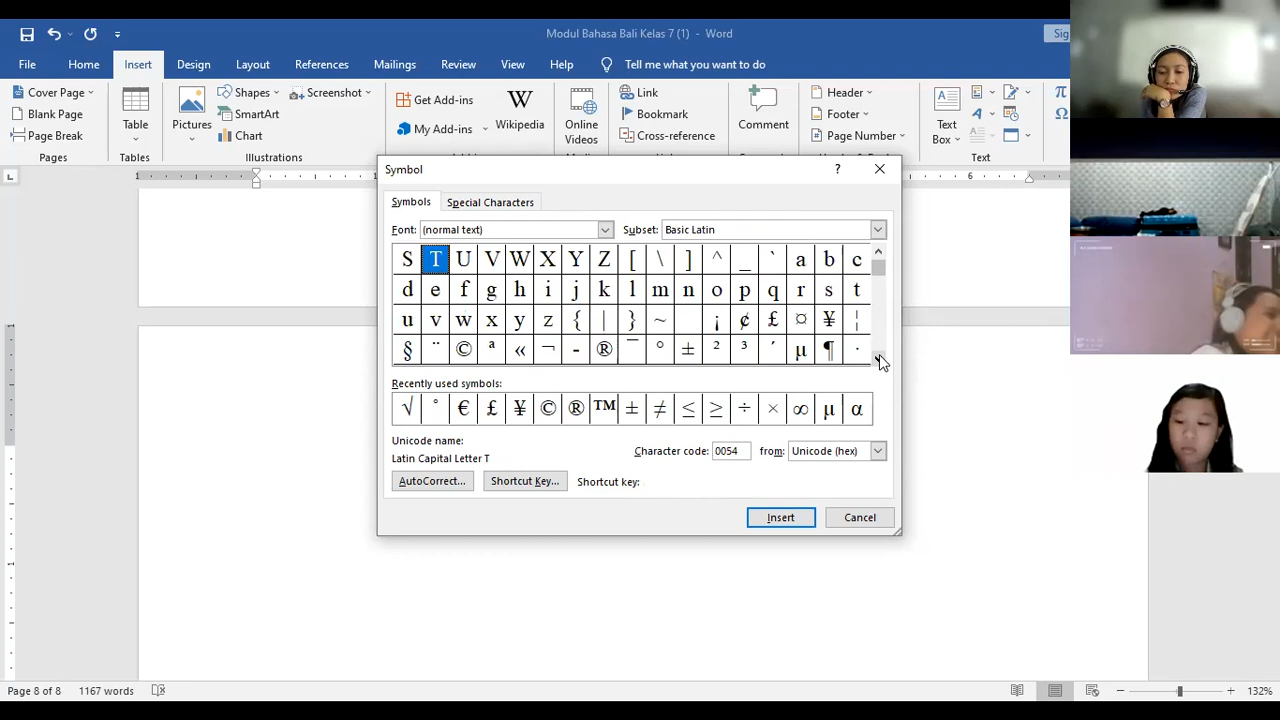 Modul Bahasa Bali Kelas 7 (1) - Word
Sig
File Home Insert Design Layout References Mailings Review View Help Tell me what you want to do
Cover Page
Blank Page
Page Break
Pages
Table
Tables
Pictures
Shapes
SmartArt
Chart
Screenshot
Illustrations
Get Add-ins
My Add-ins
Wikipedia
Online
Videos
Link
Bookmark
Cross-reference
Comment
Header
Footer
Page Number
Text
Box
Text
Symbol
Symbols Special Characters
Font: (normal text) Subset: Basic Latin
S T U V W X Y Z [ \ ] ^ _ ` a b c
d e f g h i j k l m n o p q r s t
u v w x y z { | } ~ ¡ ¢ £ ¤ ¥ ¦
§ ¨ © ª « ¬ - ® ¯ ° ± ² ³ ´ µ ¶ ·
Recently used symbols:
√ ° € £ ¥ © ® ™ ± ≠ ≤ ≥ ÷ × ∞ µ α
Unicode name:
Latin Capital Letter T
Character code: 0054 from: Unicode (hex)
AutoCorrect... Shortcut Key... Shortcut key:
Insert Cancel
Page 8 of 8 1167 words 132%